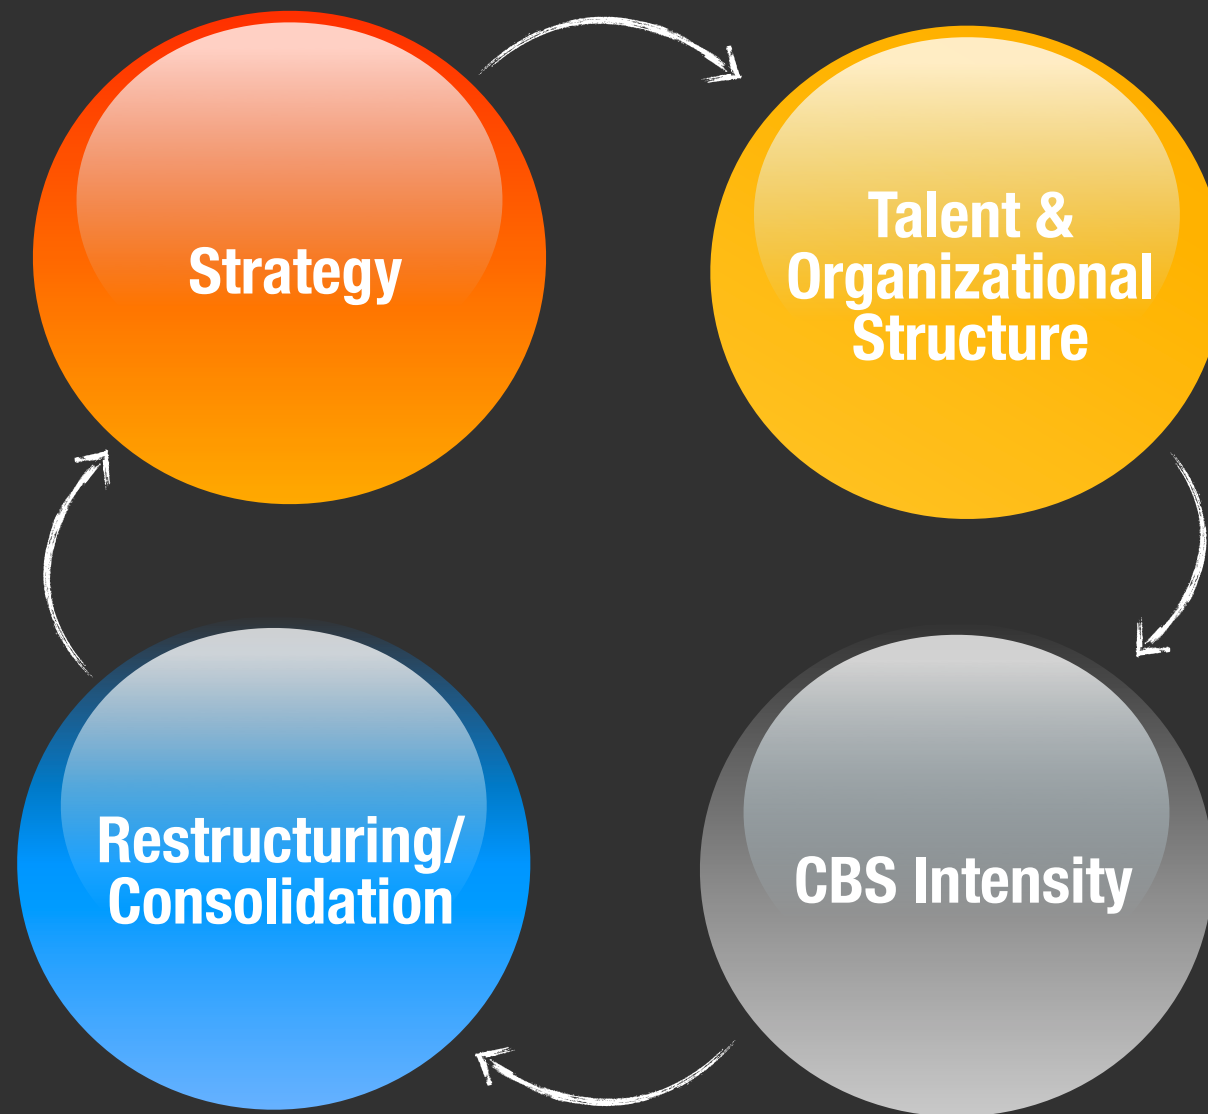 Strategy
Talent &
Organizational
Structure
Restructuring/
Consolidation
CBS Intensity